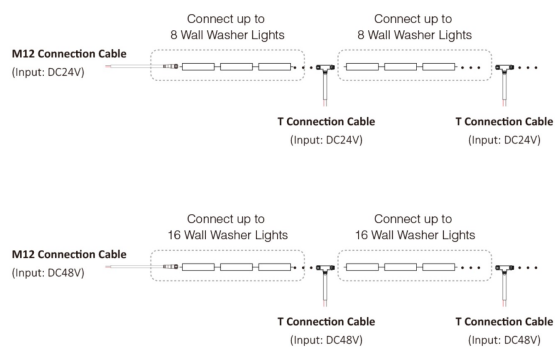 Connect up to
8 Wall Washer Lights
Connect up to
8 Wall Washer Lights
M12 Connection Cable
(Input: DC24V)
T Connection Cable
(Input: DC24V)
T Connection Cable
(Input: DC24V)
Connect up to
16 Wall Washer Lights
Connect up to
16 Wall Washer Lights
M12 Connection Cable
(Input: DC48V)
T Connection Cable
(Input: DC48V)
T Connection Cable
(Input: DC48V)